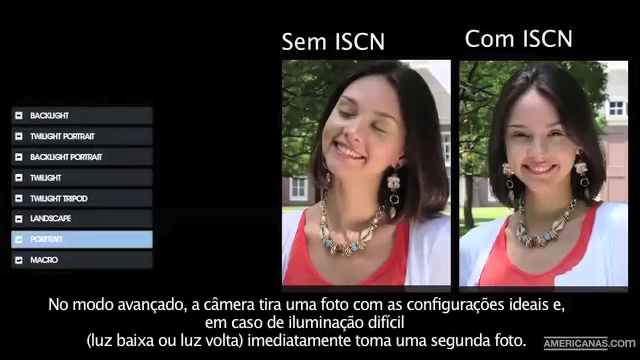 Sem ISCN
Com ISCN
BACKLIGHT
TWILIGHT PORTRAIT
BACKLIGHT PORTRAIT
TWILIGHT
TWILIGHT TRIPOD
LANDSCAPE
PORTRAIT
MACRO
No modo avançado, a câmera tira uma foto com as configurações ideais e,
em caso de iluminação difícil
(luz baixa ou luz volta) imediatamente toma uma segunda foto.
AMERICANAS.com